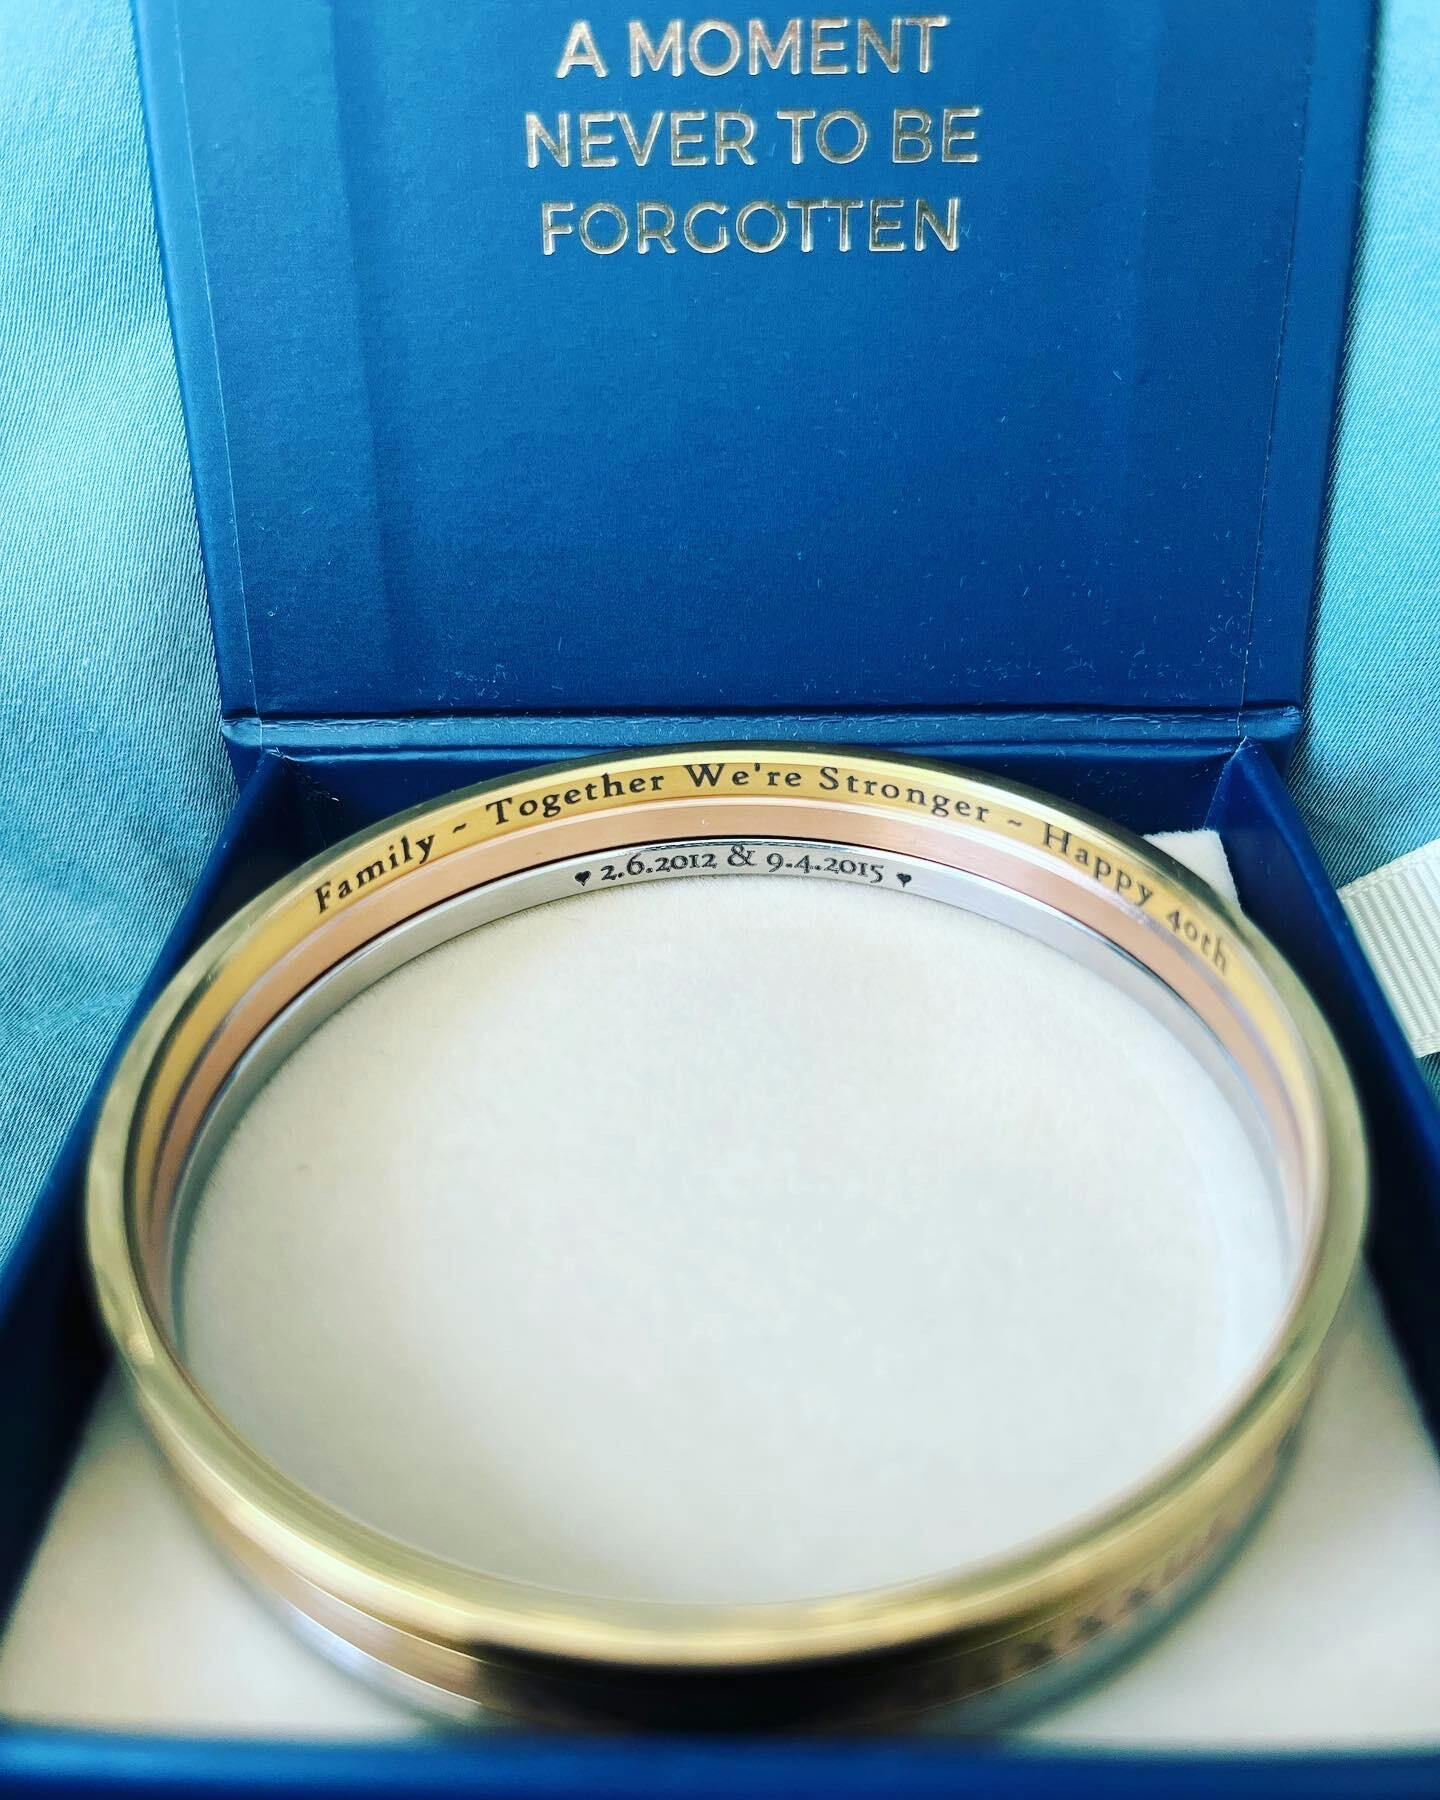 A MOMENT
NEVER TO BE
FORGOTTEN
Family ~ Together We're Stronger ~ Happy 40th
♥ 2.6.2012 & 9.4.2015 ♥